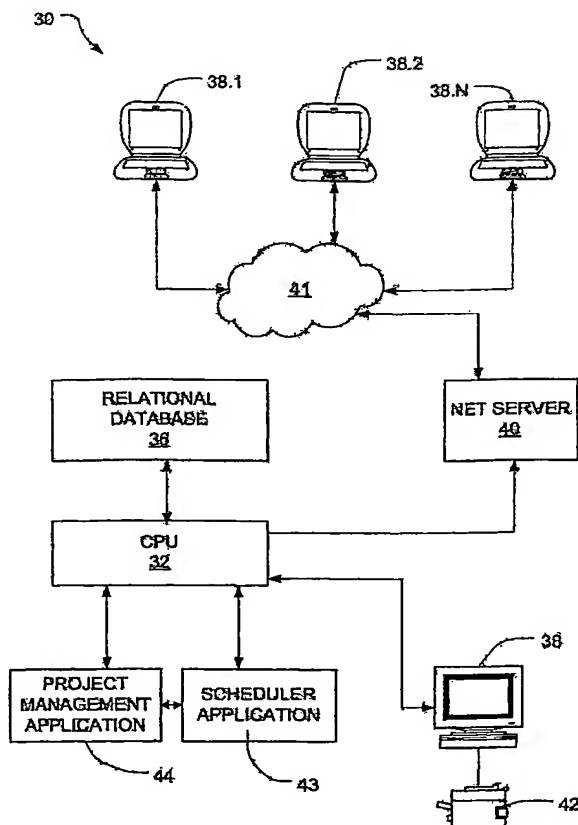 30
38.1
38.2
38.N
41
RELATIONAL
DATABASE
36
NET SERVER
40
CPU
32
38
PROJECT
MANAGEMENT
APPLICATION
SCHEDULER
APPLICATION
44
43
42